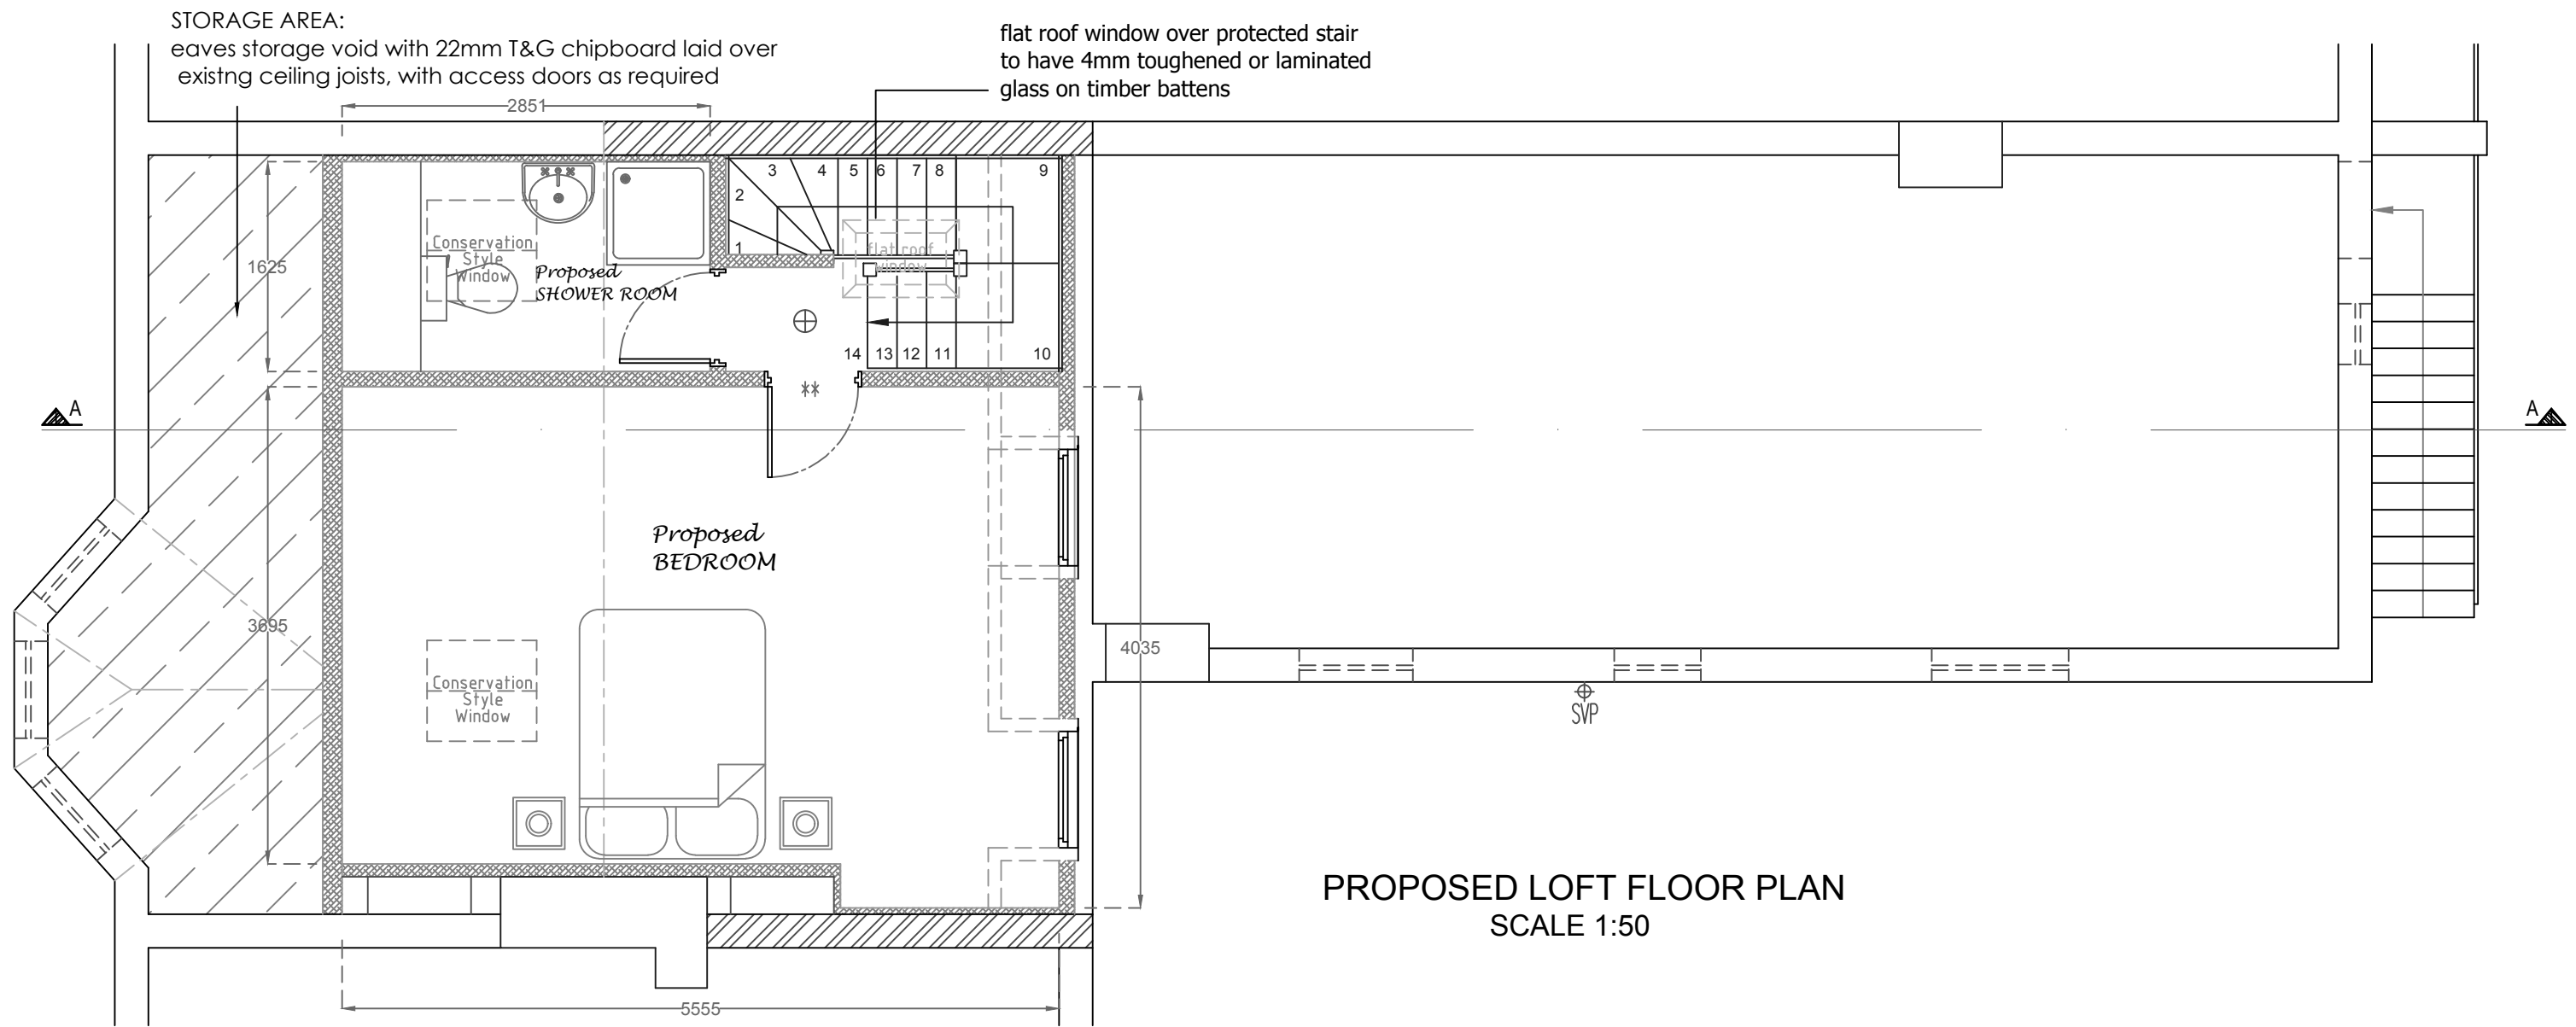 STORAGE AREA:
eaves storage void with 22mm T&G chipboard laid over
existng ceiling joists, with access doors as required
flat roof window over protected stair
to have 4mm toughened or laminated
glass on timber battens
2851
1625
3695
4035
5555
1
2
3
4
5
6
7
8
9
10
11
12
13
14
Conservation
Style
Window
Proposed
SHOWER ROOM
flat roof
window
A
A
Proposed
BEDROOM
Conservation
Style
Window
SVP
PROPOSED LOFT FLOOR PLAN
SCALE 1:50